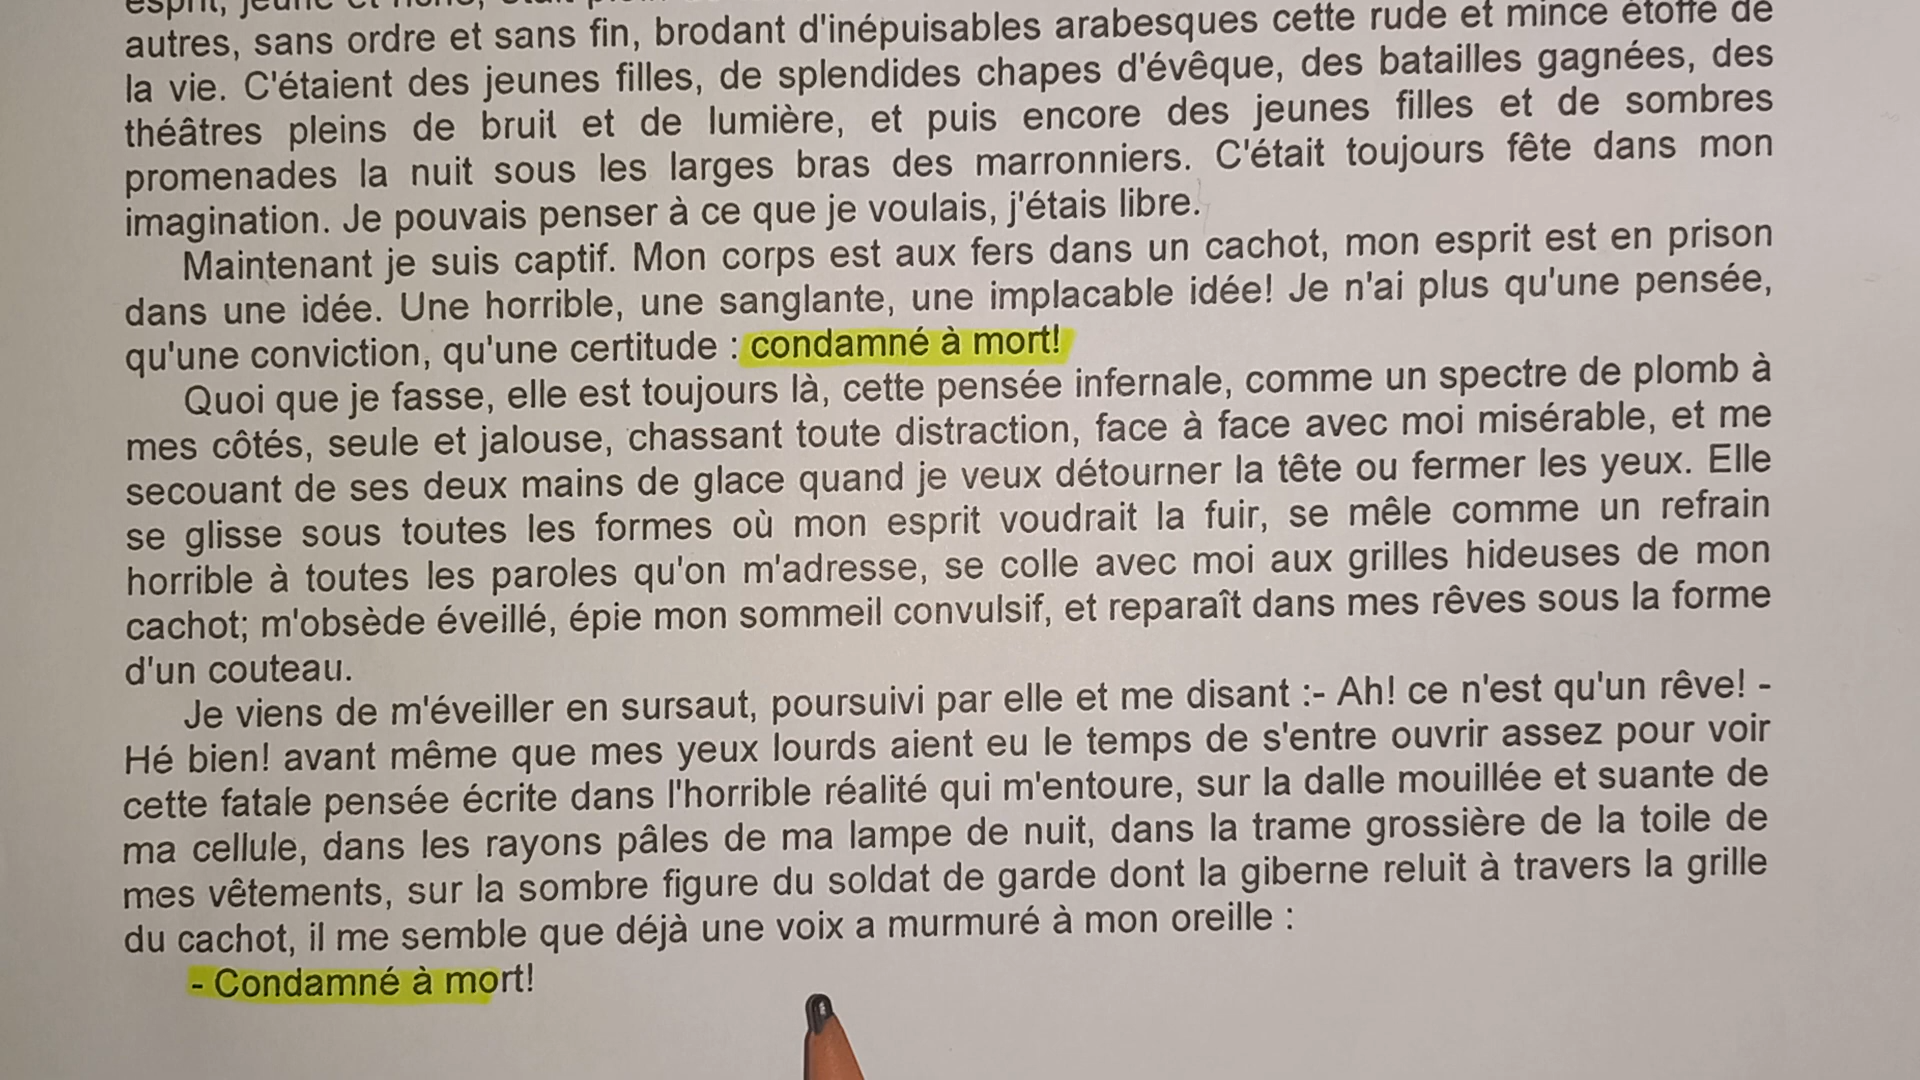 esprit, jeune et riche, était plein de
autres, sans ordre et sans fin, brodant d'inépuisables arabesques cette rude et mince étoffe de
la vie. C'étaient des jeunes filles, de splendides chapes d'évêque, des batailles gagnées, des
théâtres pleins de bruit et de lumière, et puis encore des jeunes filles et de sombres
promenades la nuit sous les larges bras des marronniers. C'était toujours fête dans mon
imagination. Je pouvais penser à ce que je voulais, j'étais libre.
Maintenant je suis captif. Mon corps est aux fers dans un cachot, mon esprit est en prison
dans une idée. Une horrible, une sanglante, une implacable idée! Je n'ai plus qu'une pensée,
qu'une conviction, qu'une certitude : condamné à mort!
Quoi que je fasse, elle est toujours là, cette pensée infernale, comme un spectre de plomb à
mes côtés, seule et jalouse, chassant toute distraction, face à face avec moi misérable, et me
secouant de ses deux mains de glace quand je veux détourner la tête ou fermer les yeux. Elle
se glisse sous toutes les formes où mon esprit voudrait la fuir, se mêle comme un refrain
horrible à toutes les paroles qu'on m'adresse, se colle avec moi aux grilles hideuses de mon
cachot; m'obsède éveillé, épie mon sommeil convulsif, et reparaît dans mes rêves sous la forme
d'un couteau.
Je viens de m'éveiller en sursaut, poursuivi par elle et me disant :- Ah! ce n'est qu'un rêve! -
Hé bien! avant même que mes yeux lourds aient eu le temps de s'entre ouvrir assez pour voir
cette fatale pensée écrite dans l'horrible réalité qui m'entoure, sur la dalle mouillée et suante de
ma cellule, dans les rayons pâles de ma lampe de nuit, dans la trame grossière de la toile de
mes vêtements, sur la sombre figure du soldat de garde dont la giberne reluit à travers la grille
du cachot, il me semble que déjà une voix a murmuré à mon oreille :
- Condamné à mort!